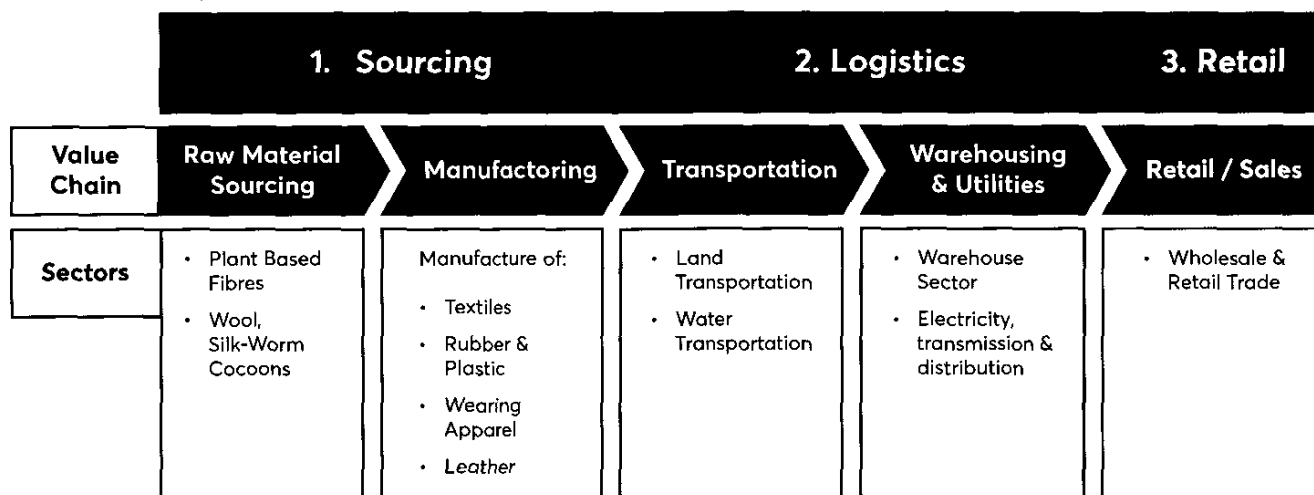 1. Sourcing
2. Logistics
3. Retail
Value
Chain
Raw Material
Sourcing
Manufactoring
Transportation
Warehousing
& Utilities
Retail / Sales
Sectors
• Plant Based
Fibres
• Wool,
Silk-Worm
Cocoons
Manufacture of:
• Textiles
• Rubber &
Plastic
• Wearing
Apparel
• Leather
• Land
Transportation
• Water
Transportation
• Warehouse
Sector
• Electricity,
transmission &
distribution
• Wholesale &
Retail Trade